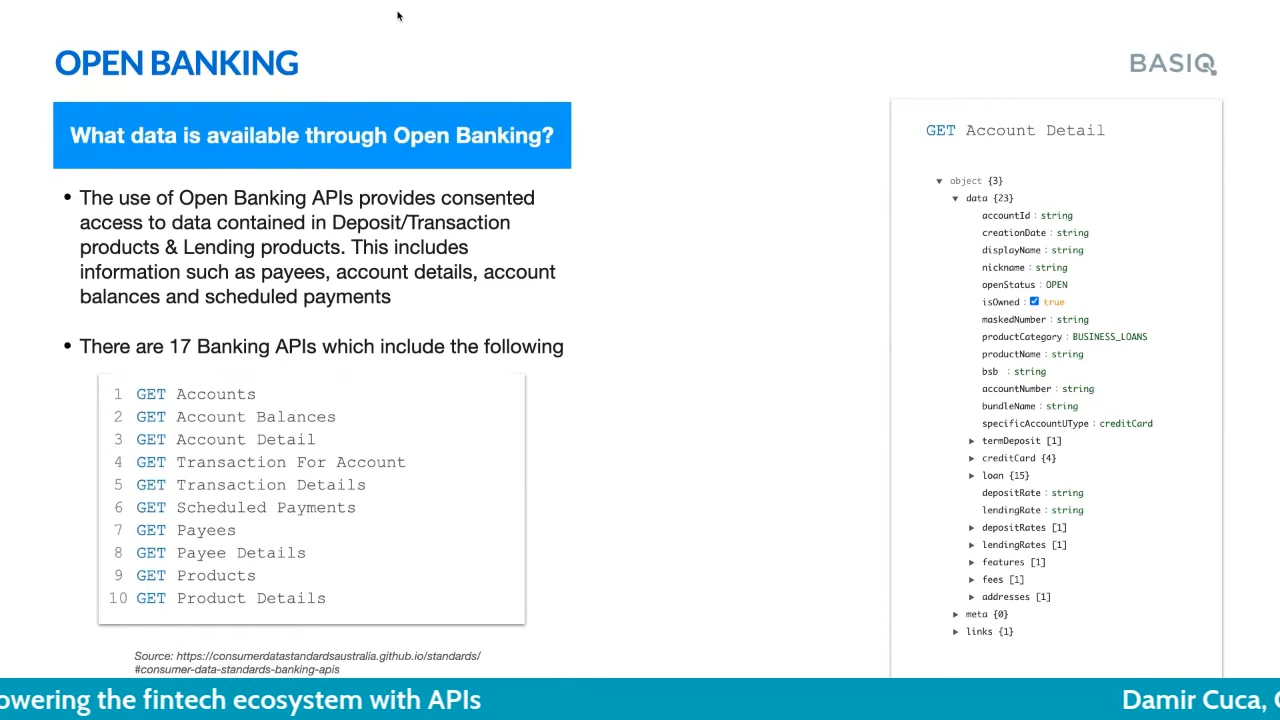 OPEN BANKING
BASIQ
What data is available through Open Banking?
• The use of Open Banking APIs provides consented
access to data contained in Deposit/Transaction
products & Lending products. This includes
information such as payees, account details, account
balances and scheduled payments
• There are 17 Banking APIs which include the following
1 GET Accounts
2 GET Account Balances
3 GET Account Detail
4 GET Transaction For Account
5 GET Transaction Details
6 GET Scheduled Payments
7 GET Payees
8 GET Payee Details
9 GET Products
10 GET Product Details
Source: https://consumerdatastandardsaustralia.github.io/standards/
#consumer-data-standards-banking-apis
GET Account Detail
▼ object {3}
▼ data {23}
accountId : string
creationDate : string
displayName : string
nickname : string
openStatus : OPEN
isOwned : true
maskedNumber : string
productCategory : BUSINESS_LOANS
productName : string
bsb : string
accountNumber : string
bundleName : string
specificAccountUType : creditCard
► termDeposit [1]
► creditCard {4}
► loan {15}
depositRate : string
lendingRate : string
► depositRates [1]
► lendingRates [1]
► features [1]
► fees [1]
► addresses [1]
► meta {0}
► links {1}
owering the fintech ecosystem with APIs
Damir Cuca,